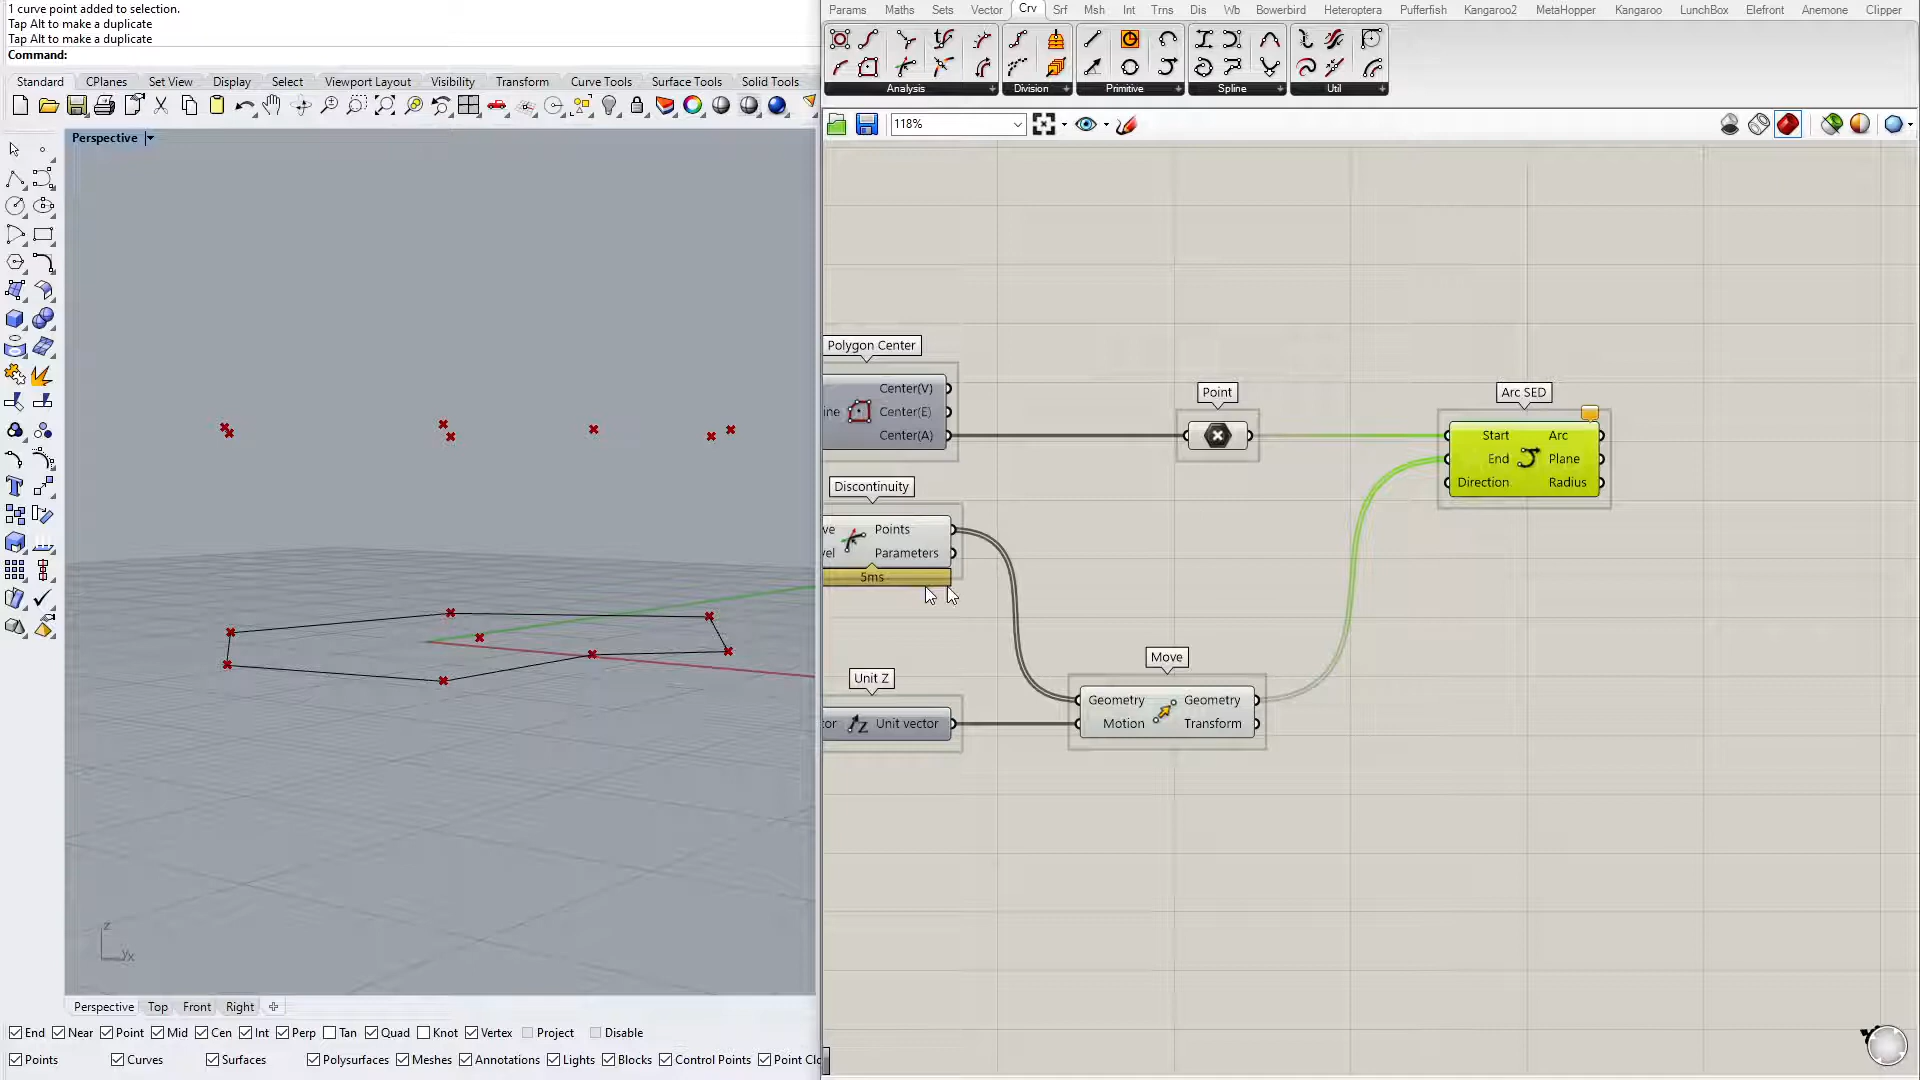 1 curve point added to selection.
Tap Alt to make a duplicate
Tap Alt to make a duplicate
Command:
Standard CPlanes Set View Display Select Viewport Layout Visibility Transform Curve Tools Surface Tools Solid Tools
Perspective
Params Maths Sets Vector Crv Srf Msh Int Trns Dis Wb Bowerbird Heteroptera Pufferfish Kangaroo2 MetaHopper Kangaroo LunchBox Elefront Anemone Clipper
Analysis Division Primitive Spline Util
118%
Polygon Center
Center(V)
ine Center(E)
Center(A)
Point
Arc SED
Start Arc
End Plane
Direction Radius
Discontinuity
ve Points
vel Parameters
5ms
Unit Z
tor Unit vector
Move
Geometry Geometry
Motion Transform
z
y x
Perspective Top Front Right
End Near Point Mid Cen Int Perp Tan Quad Knot Vertex Project Disable
Points Curves Surfaces Polysurfaces Meshes Annotations Lights Blocks Control Points Point Clo